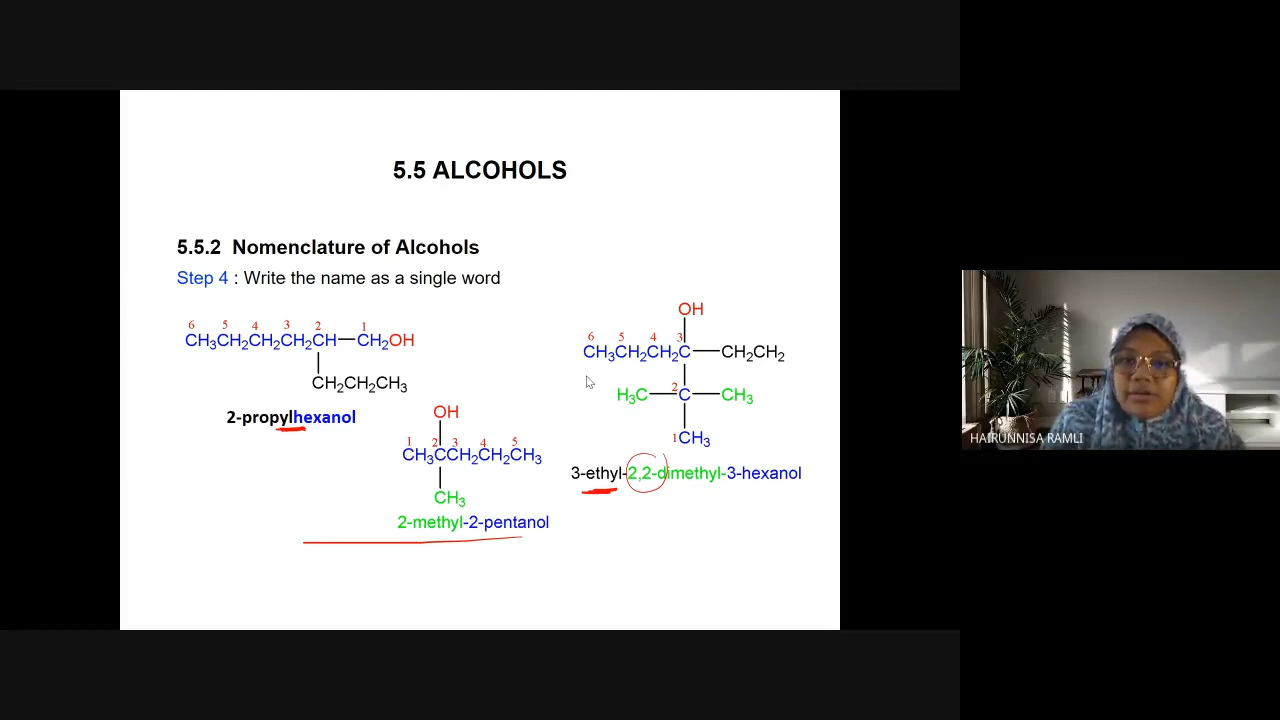 5.5 ALCOHOLS
5.5.2 Nomenclature of Alcohols
Step 4 : Write the name as a single word
6 5 4 3 2 1
CH₃CH₂CH₂CH₂CH—CH₂OH
CH₂CH₂CH₃
2-propylhexanol
OH
1 2 3 4 5
CH₃CCH₂CH₂CH₃
CH₃
2-methyl-2-pentanol
OH
6 5 4 3
CH₃CH₂CH₂C—CH₂CH₂
H₃C—2C—CH₃
1CH₃
3-ethyl-2,2-dimethyl-3-hexanol
HAIRUNNISA RAMLI